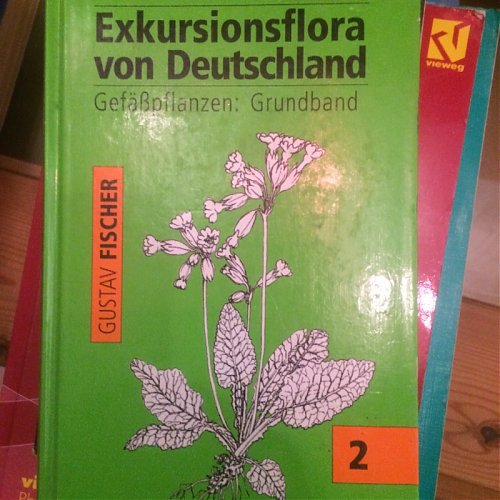 Exkursionsflora
von Deutschland
Gefäßpflanzen: Grundband
GUSTAV FISCHER
2
vieweg